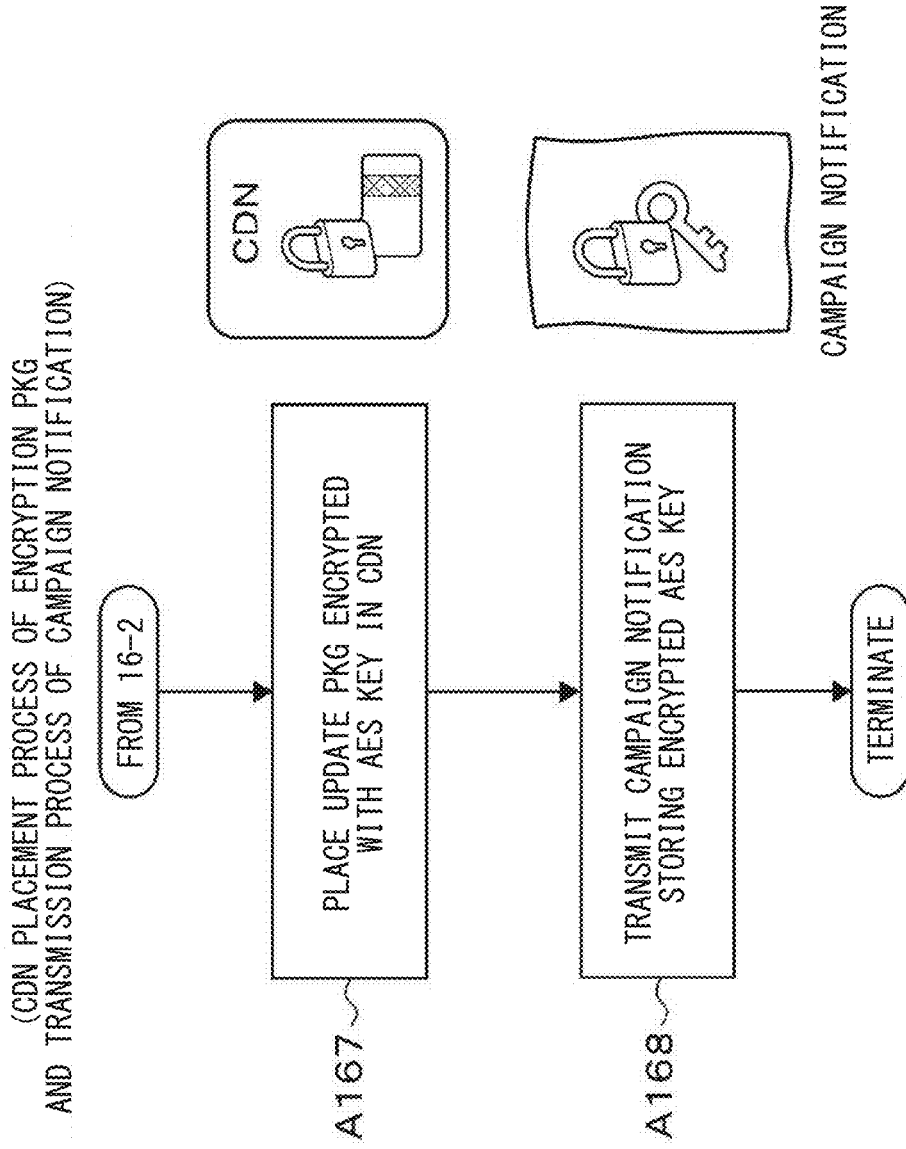 (CDN PLACEMENT PROCESS OF ENCRYPTION PKG
AND TRANSMISSION PROCESS OF CAMPAIGN NOTIFICATION)
FROM 16-2
A167
PLACE UPDATE PKG ENCRYPTED
WITH AES KEY IN CDN
CDN
A168
TRANSMIT CAMPAIGN NOTIFICATION
STORING ENCRYPTED AES KEY
CAMPAIGN NOTIFICATION
TERMINATE